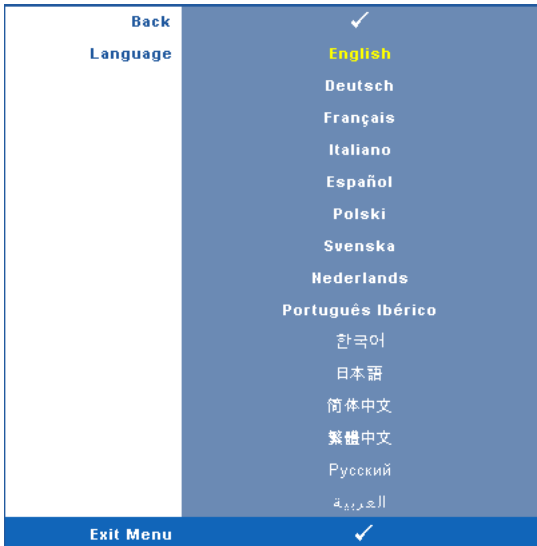 Back ✓
Language English
Deutsch
Français
Italiano
Español
Polski
Svenska
Nederlands
Português Ibérico
한국어
日本語
简体中文
繁體中文
Русский
العربية
Exit Menu ✓